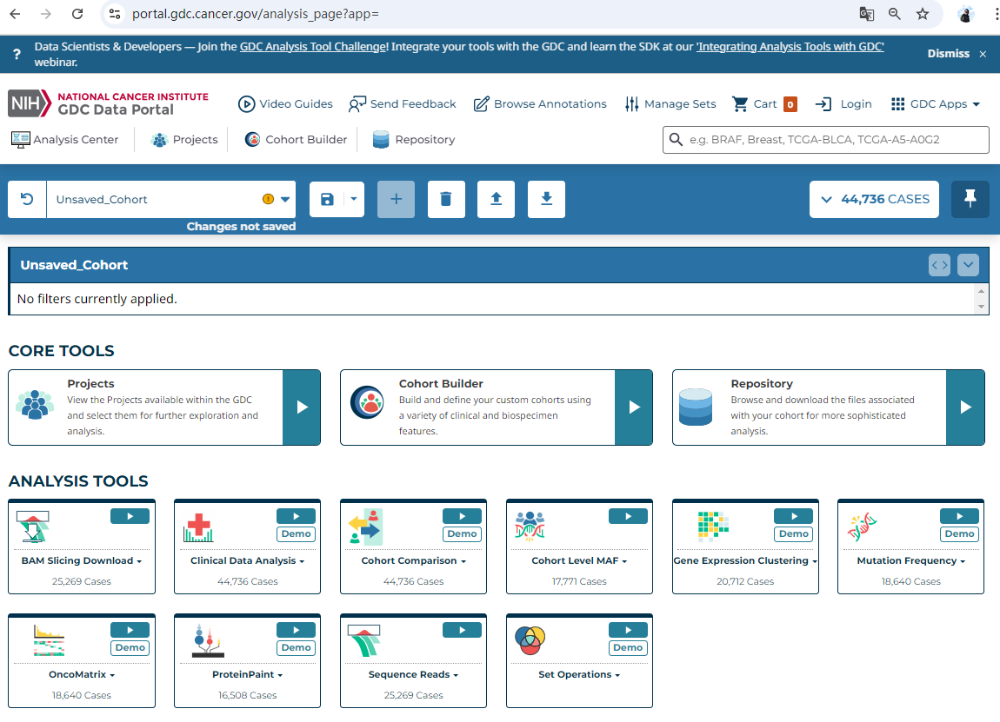 portal.gdc.cancer.gov/analysis_page?app=
Data Scientists & Developers — Join the GDC Analysis Tool Challenge! Integrate your tools with the GDC and learn the SDK at our 'Integrating Analysis Tools with GDC'
webinar.
Dismiss
NIH
NATIONAL CANCER INSTITUTE
GDC Data Portal
Video Guides
Send Feedback
Browse Annotations
Manage Sets
Cart 0
Login
GDC Apps
Analysis Center
Projects
Cohort Builder
Repository
e.g. BRAF, Breast, TCGA-BLCA, TCGA-A5-A0G2
Unsaved_Cohort
Changes not saved
44,736 CASES
Unsaved_Cohort
No filters currently applied.
CORE TOOLS
Projects
View the Projects available within the GDC
and select them for further exploration and
analysis.
Cohort Builder
Build and define your custom cohorts using
a variety of clinical and biospecimen
features.
Repository
Browse and download the files associated
with your cohort for more sophisticated
analysis.
ANALYSIS TOOLS
BAM Slicing Download
25,269 Cases
Demo
Clinical Data Analysis
44,736 Cases
Demo
Cohort Comparison
44,736 Cases
Cohort Level MAF
17,771 Cases
Demo
Gene Expression Clustering
20,712 Cases
Demo
Mutation Frequency
18,640 Cases
Demo
OncoMatrix
18,640 Cases
Demo
ProteinPaint
16,508 Cases
Sequence Reads
25,269 Cases
Demo
Set Operations